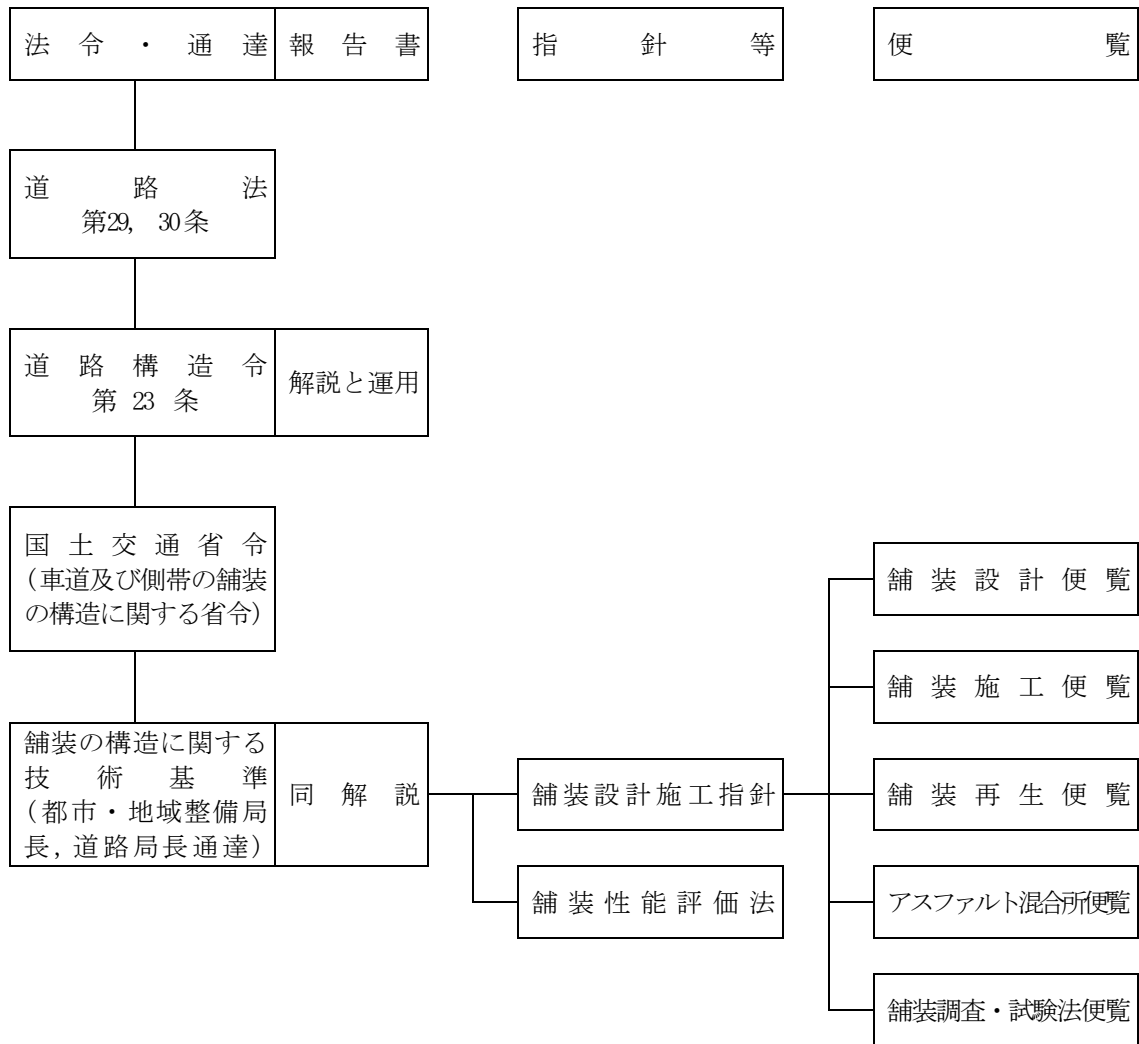 法令・通達 報告書 指針等 便覧
道路法
第29, 30条
道路構造令
第 23 条
解説と運用
国土交通省令
(車道及び側帯の舗装
の構造に関する省令)
舗装の構造に関する
技術基準
(都市・地域整備局
長, 道路局長通達)
同解説
舗装設計施工指針
舗装性能評価法
舗装設計便覧
舗装施工便覧
舗装再生便覧
アスファルト混合所便覧
舗装調査・試験法便覧